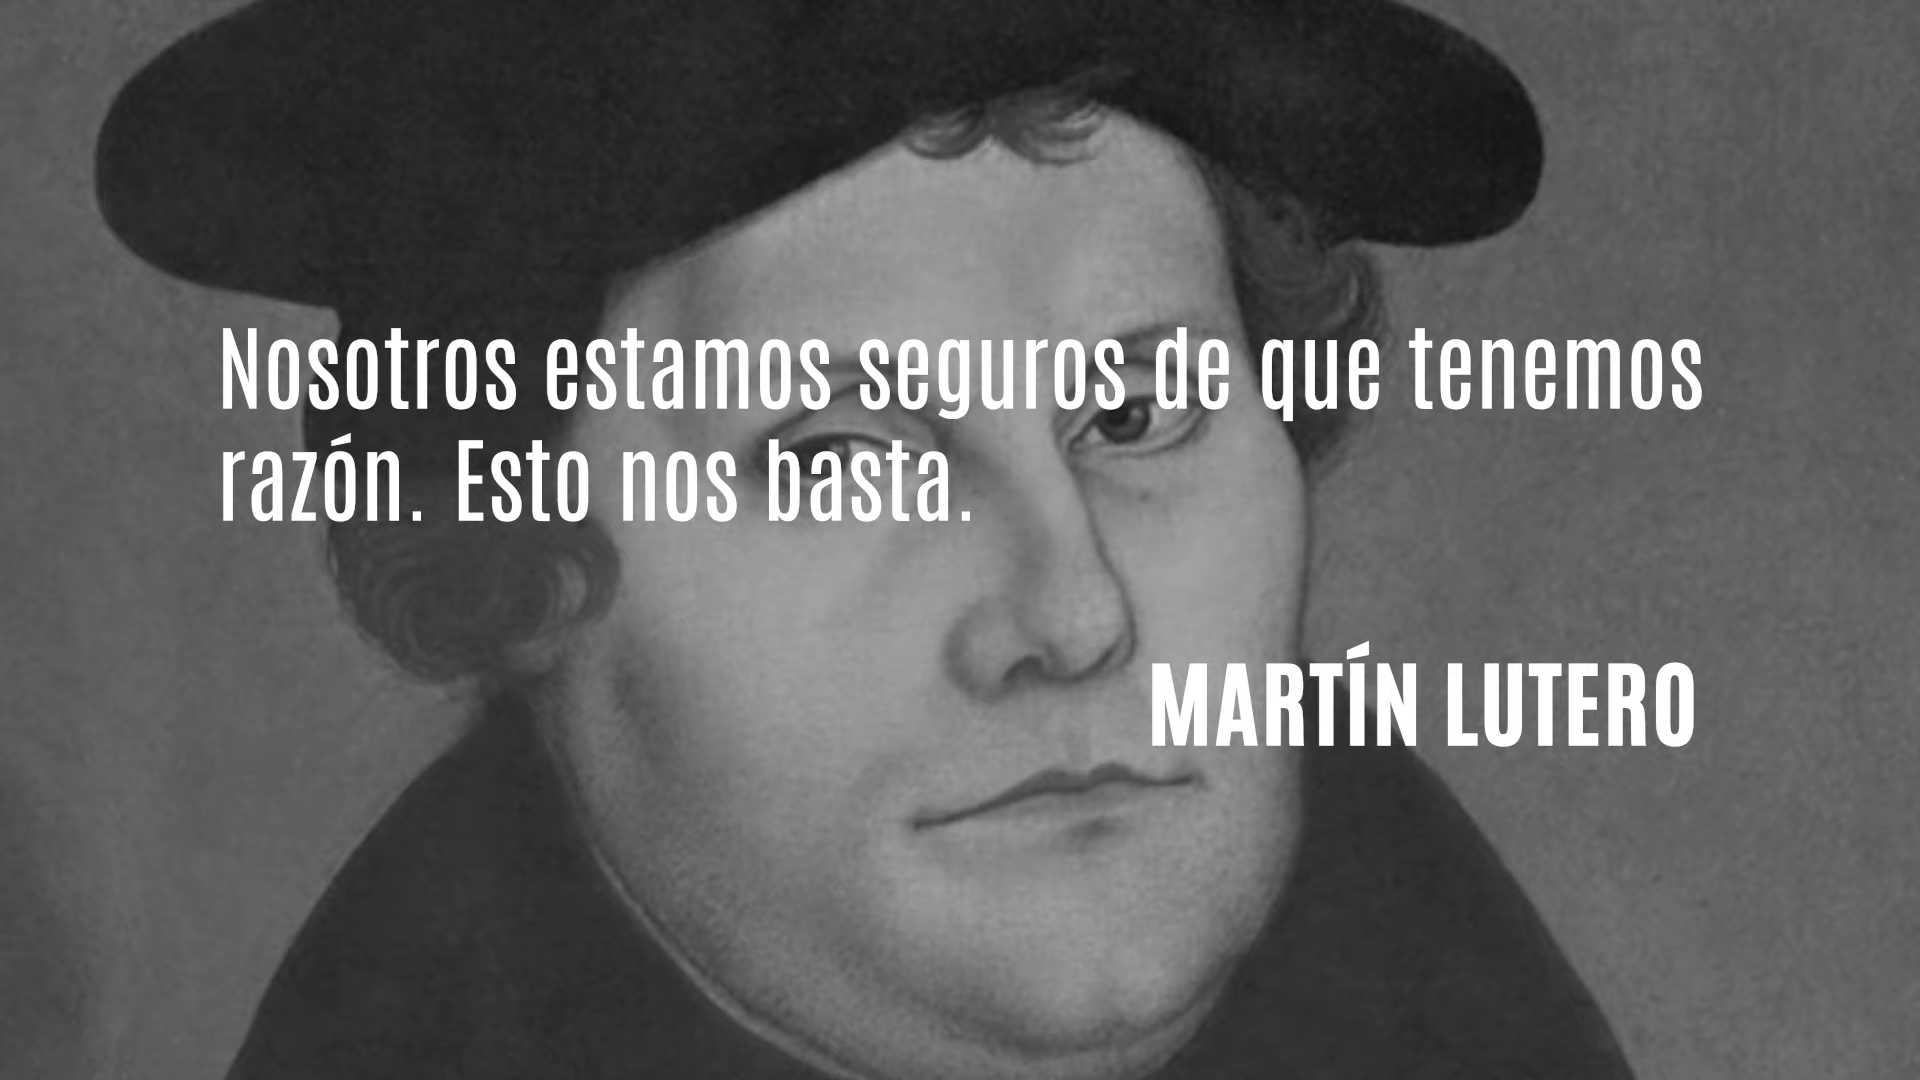 Nosotros estamos seguros de que tenemos
razón. Esto nos basta.
MARTÍN LUTERO